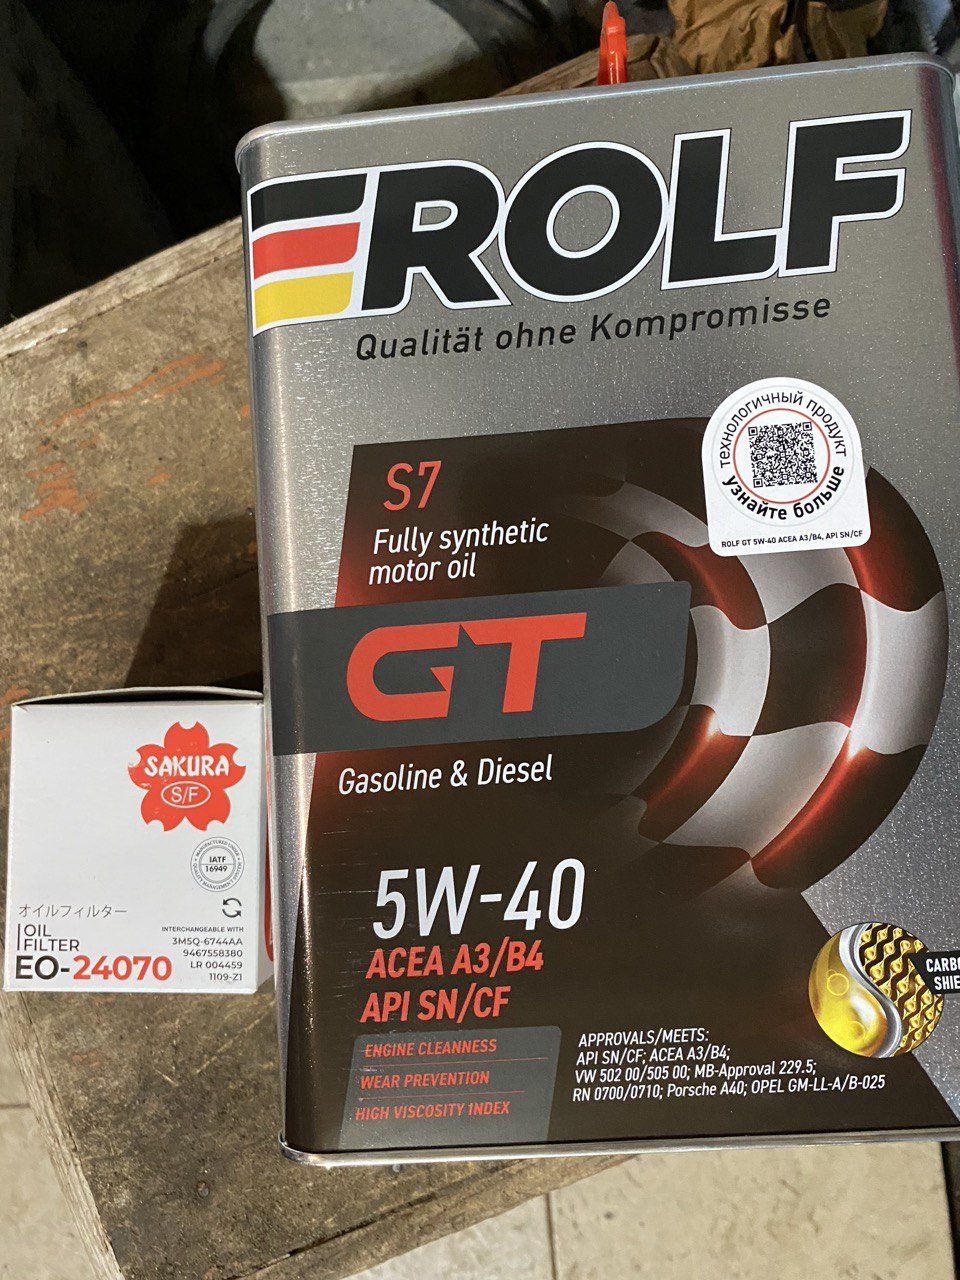 ROLF
Qualität ohne Kompromisse
технологичный продукт
узнайте больше
ROLF GT 5W-40 ACEA A3/B4, API SN/CF
S7
Fully synthetic
motor oil
GT
Gasoline & Diesel
5W-40
ACEA A3/B4
API SN/CF
ENGINE CLEANNESS
WEAR PREVENTION
HIGH VISCOSITY INDEX
APPROVALS/MEETS:
API SN/CF; ACEA A3/B4;
VW 502 00/505 00; MB-Approval 229.5;
RN 0700/0710; Porsche A40; OPEL GM-LL-A/B-025
SAKURA
S/F
IATF
16949
オイルフィルター
OIL
FILTER
EO-24070
INTERCHANGEABLE WITH
3M5Q-6744AA
9467558380
LR 004459
1109-Z1